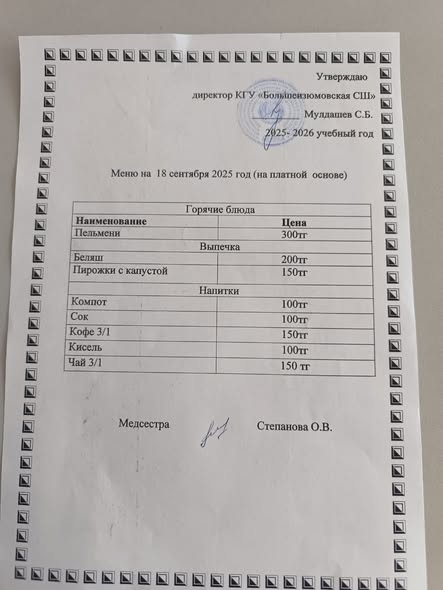 Утверждаю
директор КГУ «Большеизюмовская СШ»
Мулдашев С.Б.
2025- 2026 учебный год
Меню на 18 сентября 2025 год (на платной основе)
Горячие блюда
Наименование Цена
Пельмени 300тг
Выпечка
Беляш 200тг
Пирожки с капустой 150тг
Напитки
Компот 100тг
Сок 100тг
Кофе 3/1 150тг
Кисель 100тг
Чай 3/1 150 тг
Медсестра Степанова О.В.